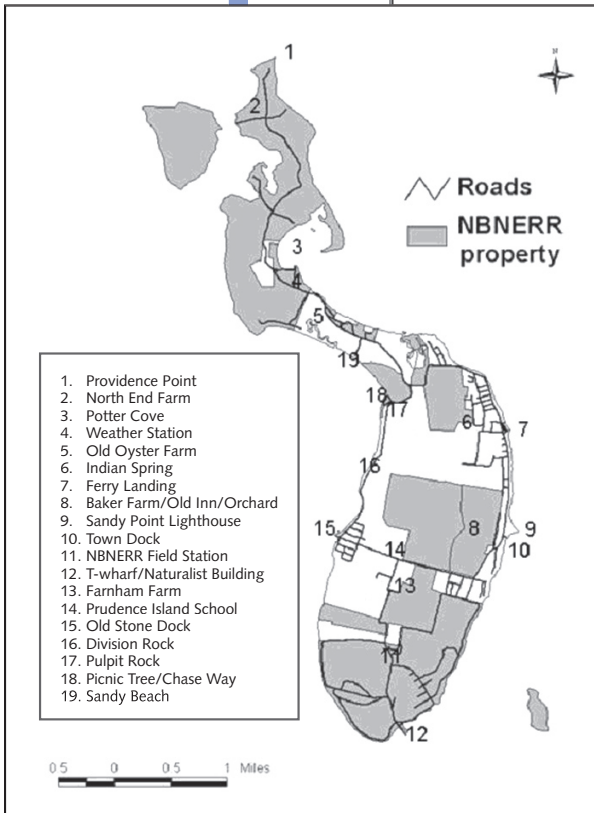 N
1
2
Roads
NBNERR
property
3
4
5
19
18
17
6
7
16
15
14
8
9
10
13
11
12
1. Providence Point
2. North End Farm
3. Potter Cove
4. Weather Station
5. Old Oyster Farm
6. Indian Spring
7. Ferry Landing
8. Baker Farm/Old Inn/Orchard
9. Sandy Point Lighthouse
10. Town Dock
11. NBNERR Field Station
12. T-wharf/Naturalist Building
13. Farnham Farm
14. Prudence Island School
15. Old Stone Dock
16. Division Rock
17. Pulpit Rock
18. Picnic Tree/Chase Way
19. Sandy Beach
0 5 0 0 5 1 Miles